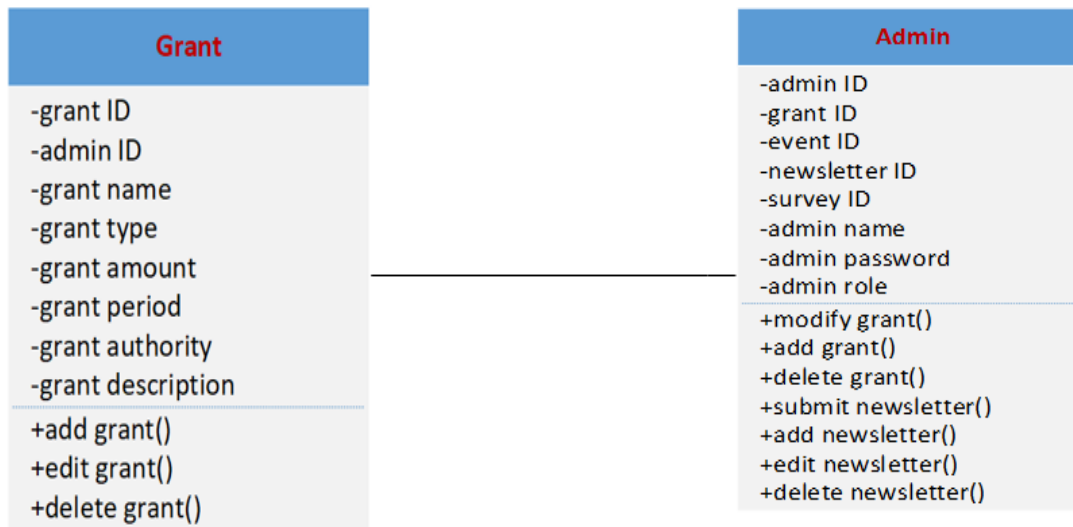 Grant
-grant ID
-admin ID
-grant name
-grant type
-grant amount
-grant period
-grant authority
-grant description
+add grant()
+edit grant()
+delete grant()
Admin
-admin ID
-grant ID
-event ID
-newsletter ID
-survey ID
-admin name
-admin password
-admin role
+modify grant()
+add grant()
+delete grant()
+submit newsletter()
+add newsletter()
+edit newsletter()
+delete newsletter()